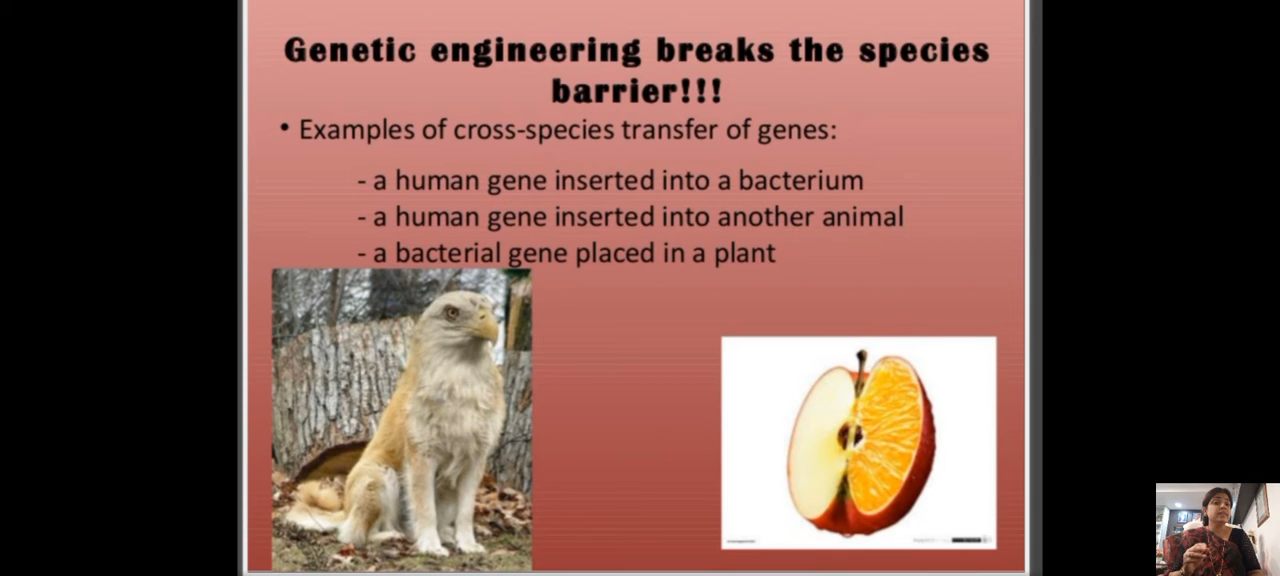 Genetic engineering breaks the species
barrier!!!
• Examples of cross-species transfer of genes:
- a human gene inserted into a bacterium
- a human gene inserted into another animal
- a bacterial gene placed in a plant